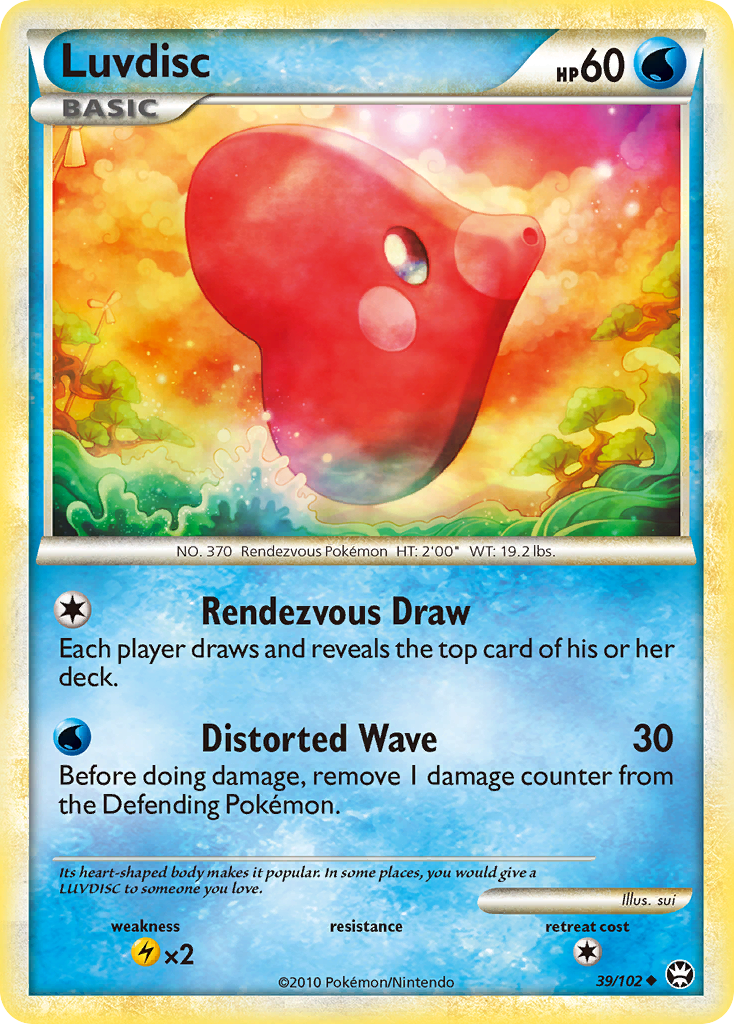 Luvdisc
HP60
BASIC
NO. 370 Rendezvous Pokémon HT: 2'00" WT: 19.2 lbs.
Rendezvous Draw
Each player draws and reveals the top card of his or her
deck.
Distorted Wave 30
Before doing damage, remove 1 damage counter from
the Defending Pokémon.
Its heart-shaped body makes it popular. In some places, you would give a
LUVDISC to someone you love.
Illus. sui
weakness resistance retreat cost
×2
©2010 Pokémon/Nintendo 39/102